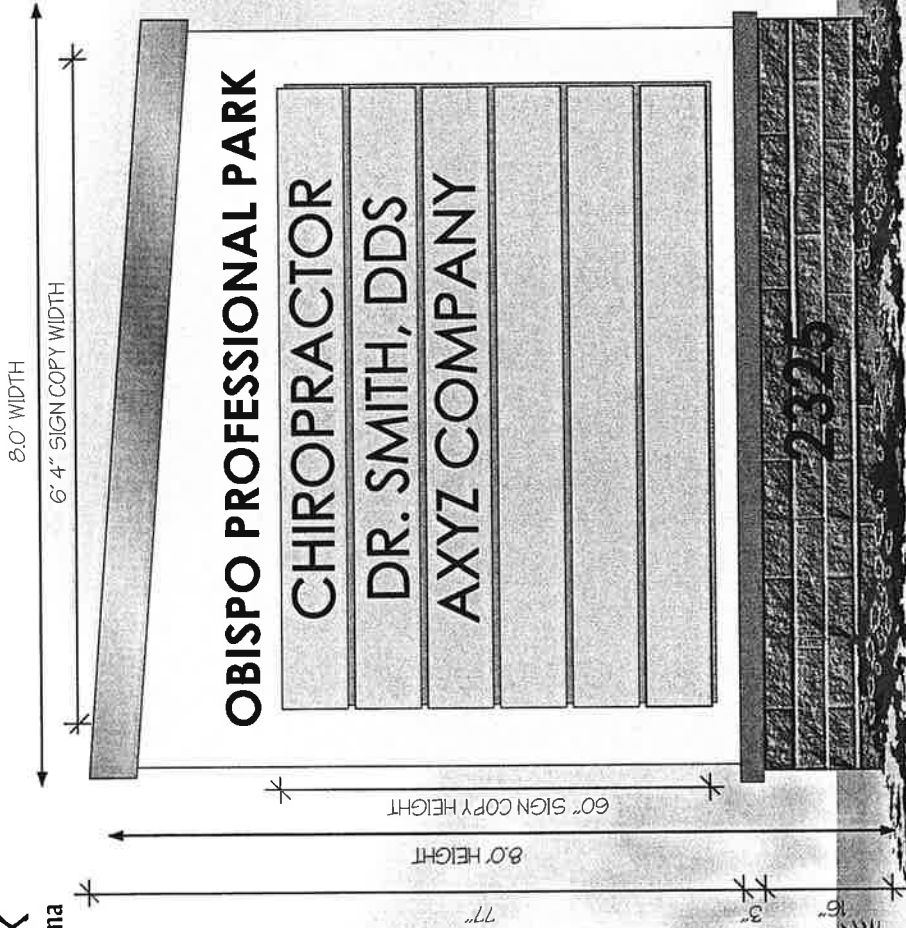 8.0' WIDTH
6' 4" SIGN COPY WIDTH
OBISPO PROFESSIONAL PARK
CHIROPRACTOR
DR. SMITH, DDS
AXYZ COMPANY
2325
60" SIGN COPY HEIGHT
8.0' HEIGHT
77"
3"
16"
K
na